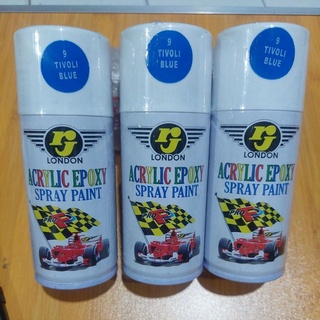 9
TIVOLI
BLUE
rj
LONDON
ACRYLIC EPOXY
SPRAY PAINT
9
TIVOLI
BLUE
rj
LONDON
ACRYLIC EPOXY
SPRAY PAINT
9
TIVOLI
BLUE
rj
LONDON
ACRYLIC EPOXY
SPRAY PAINT